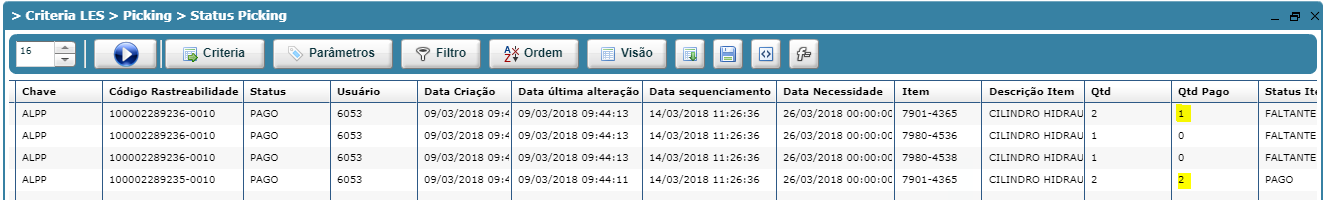 > Criteria LES > Picking > Status Picking
16 Criteria Parâmetros Filtro Ordem Visão
Chave Código Rastreabilidade Status Usuário Data Criação Data última alteração Data sequenciamento Data Necessidade Item Descrição Item Qtd Qtd Pago Status Ite
ALPP 100002289236-0010 PAGO 6053 09/03/2018 09:4 09/03/2018 09:44:13 14/03/2018 11:26:36 26/03/2018 00:00:00 7901-4365 CILINDRO HIDRAU 2 1 FALTANTE
ALPP 100002289236-0010 PAGO 6053 09/03/2018 09:4 09/03/2018 09:44:13 14/03/2018 11:26:36 26/03/2018 00:00:00 7980-4536 CILINDRO HIDRAU 1 0 FALTANTE
ALPP 100002289236-0010 PAGO 6053 09/03/2018 09:4 09/03/2018 09:44:13 14/03/2018 11:26:36 26/03/2018 00:00:00 7980-4538 CILINDRO HIDRAU 1 0 FALTANTE
ALPP 100002289235-0010 PAGO 6053 09/03/2018 09:4 09/03/2018 09:44:11 14/03/2018 11:26:36 26/03/2018 00:00:00 7901-4365 CILINDRO HIDRAU 2 2 PAGO